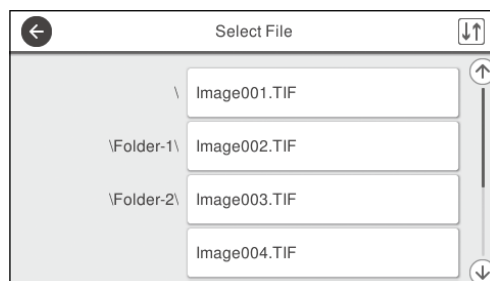 Select File
\ Image001.TIF
\Folder-1\ Image002.TIF
\Folder-2\ Image003.TIF
Image004.TIF